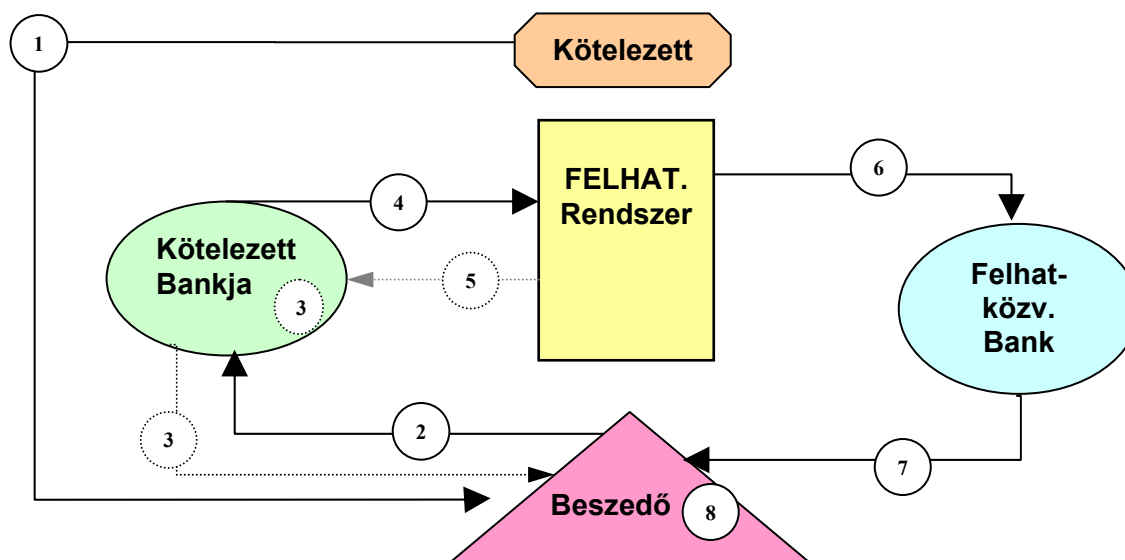 1
Kötelezett
FELHAT.
Rendszer
6
4
Kötelezett
Bankja
3
5
Felhat-
közv.
Bank
3
2
7
Beszedő
8